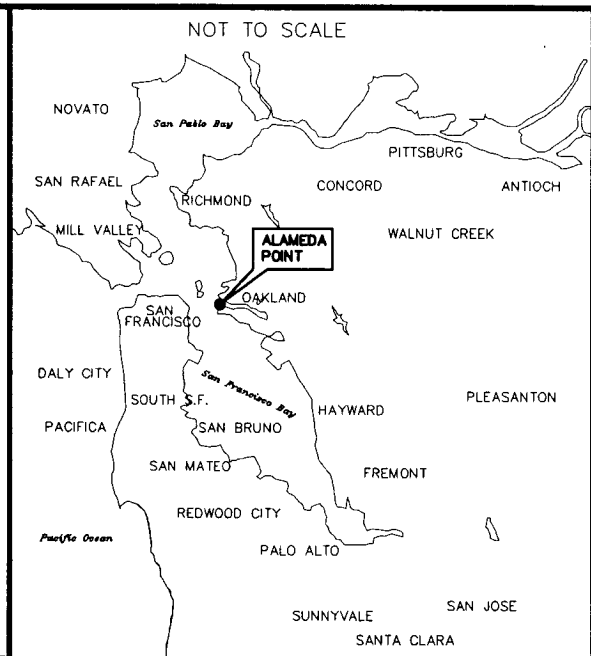 NOT TO SCALE
NOVATO
San Pablo Bay
PITTSBURG
SAN RAFAEL
RICHMOND
CONCORD
ANTIOCH
MILL VALLEY
WALNUT CREEK
ALAMEDA
POINT
OAKLAND
SAN
FRANCISCO
DALY CITY
San Francisco Bay
SOUTH S.F.
HAYWARD
PLEASANTON
PACIFICA
SAN BRUNO
SAN MATEO
FREMONT
REDWOOD CITY
Pacific Ocean
PALO ALTO
SUNNYVALE
SAN JOSE
SANTA CLARA